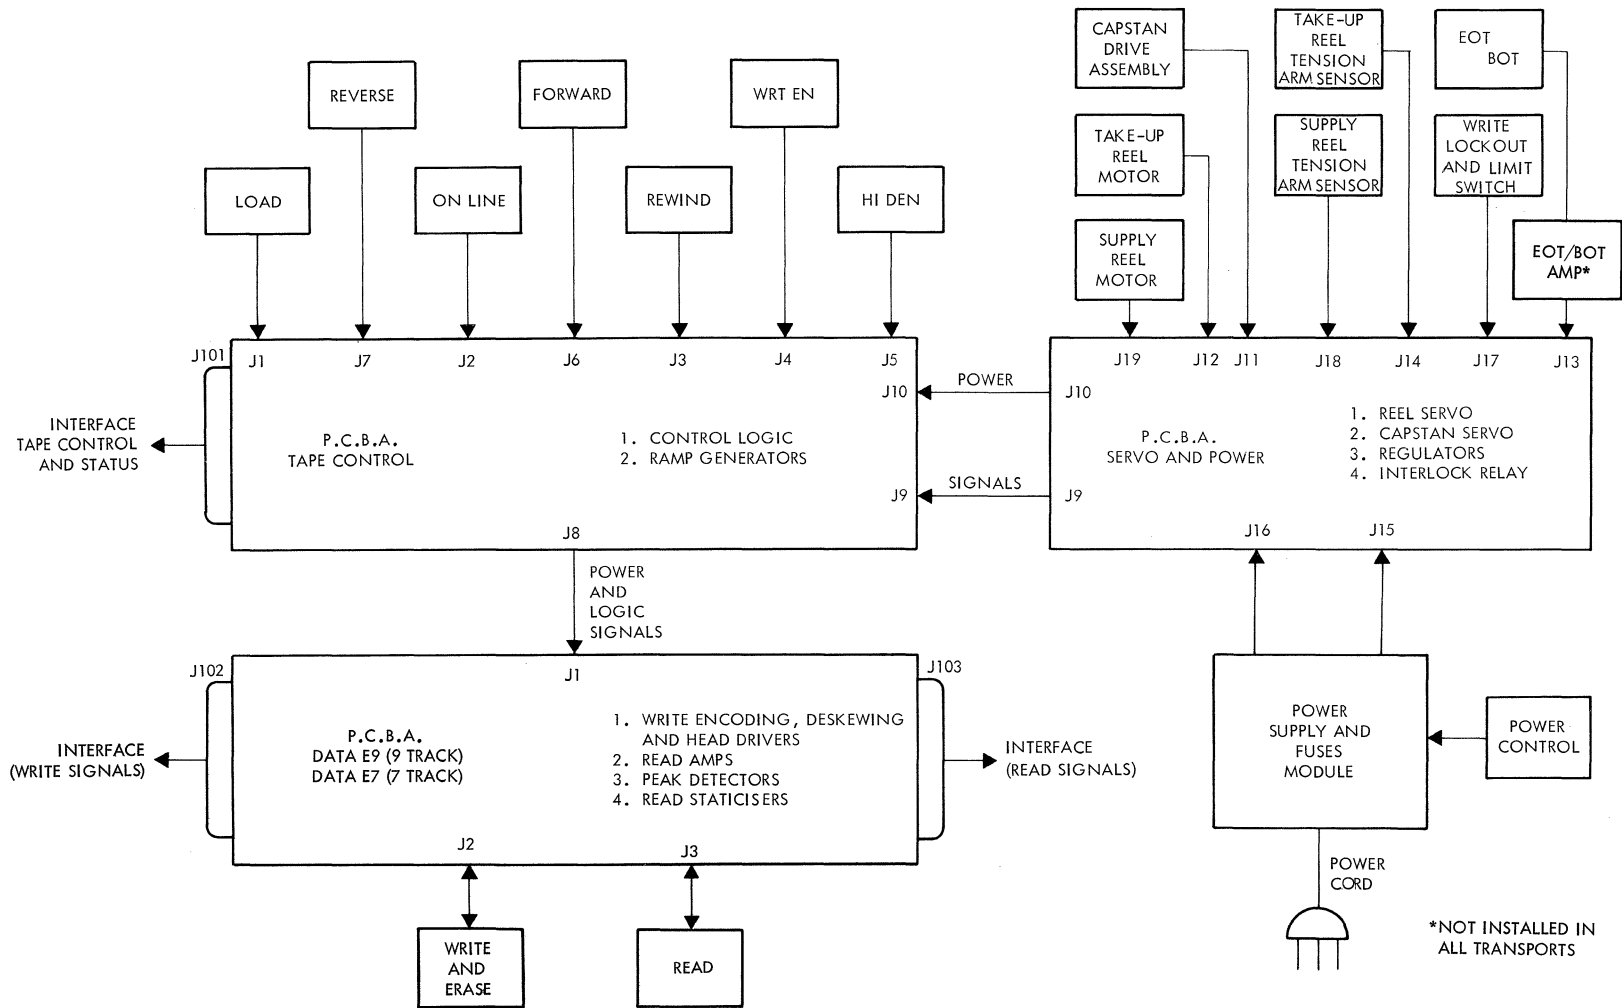 REVERSE
FORWARD
WRT EN
LOAD
ON LINE
REWIND
HI DEN
CAPSTAN
DRIVE
ASSEMBLY
TAKE-UP
REEL
TENSION
ARM SENSOR
EOT
BOT
TAKE-UP
REEL
MOTOR
SUPPLY
REEL
TENSION
ARM SENSOR
WRITE
LOCKOUT
AND LIMIT
SWITCH
SUPPLY
REEL
MOTOR
EOT/BOT
AMP*
J101
J1
J7
J2
J6
J3
J4
J5
J10
J9
J8
INTERFACE
TAPE CONTROL
AND STATUS
P.C.B.A.
TAPE CONTROL
1. CONTROL LOGIC
2. RAMP GENERATORS
POWER
SIGNALS
J19
J12
J11
J18
J14
J17
J13
J10
J9
P.C.B.A.
SERVO AND POWER
1. REEL SERVO
2. CAPSTAN SERVO
3. REGULATORS
4. INTERLOCK RELAY
J16
J15
POWER
AND
LOGIC
SIGNALS
J102
J1
J103
INTERFACE
(WRITE SIGNALS)
P.C.B.A.
DATA E9 (9 TRACK)
DATA E7 (7 TRACK)
1. WRITE ENCODING, DESKEWING
AND HEAD DRIVERS
2. READ AMPS
3. PEAK DETECTORS
4. READ STATICISERS
INTERFACE
(READ SIGNALS)
J2
J3
WRITE
AND
ERASE
READ
POWER
SUPPLY AND
FUSES
MODULE
POWER
CONTROL
POWER
CORD
*NOT INSTALLED IN
ALL TRANSPORTS